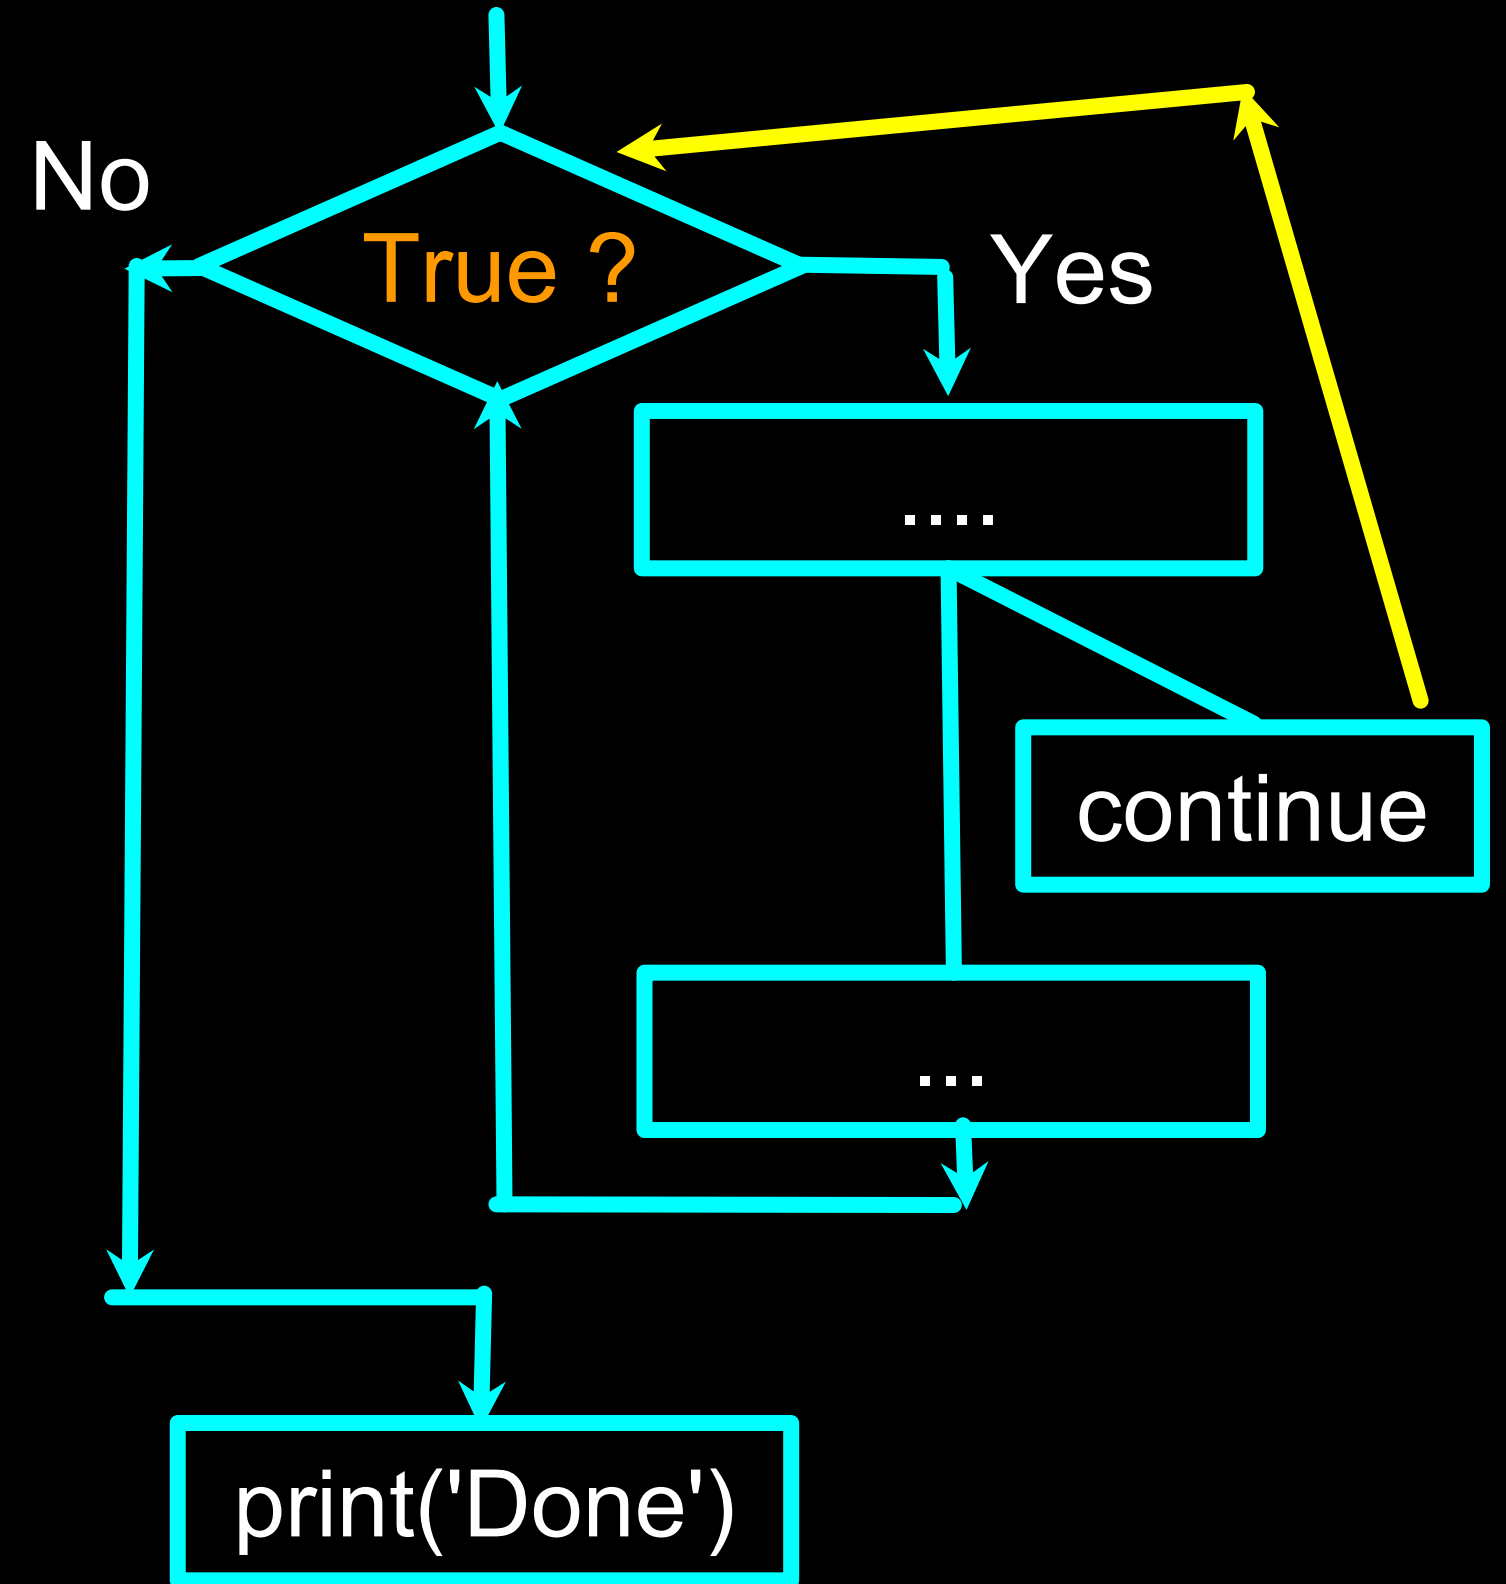 No
True ?
Yes
....
continue
...
print('Done')